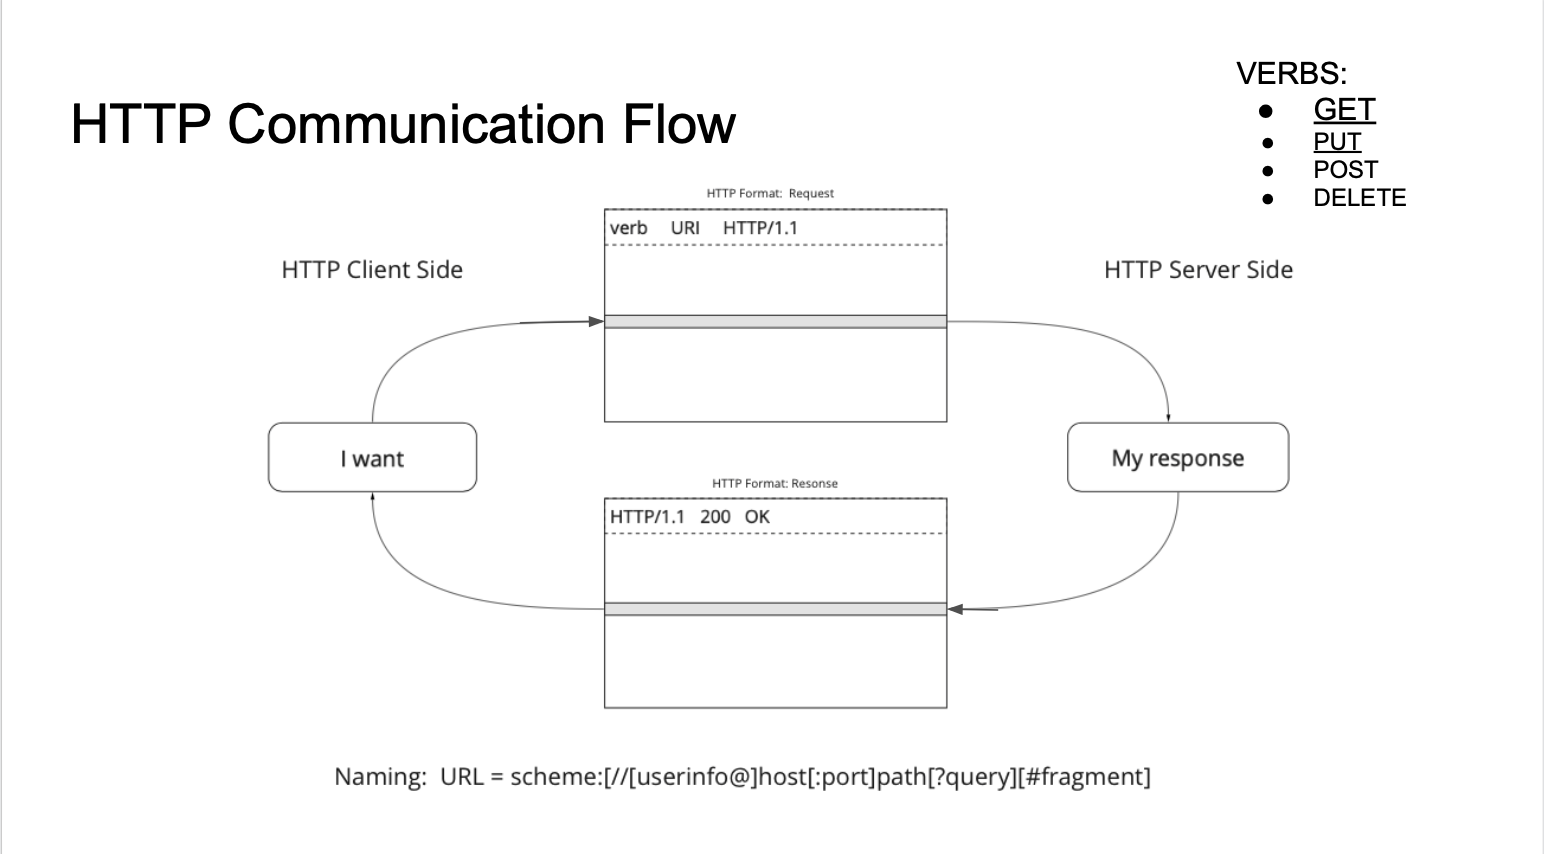 HTTP Communication Flow
VERBS:
● GET
● PUT
● POST
● DELETE
HTTP Format: Request
verb URI HTTP/1.1
HTTP Client Side
HTTP Server Side
I want
My response
HTTP Format: Resonse
HTTP/1.1 200 OK
Naming: URL = scheme:[//[userinfo@]host[:port]path[?query][#fragment]